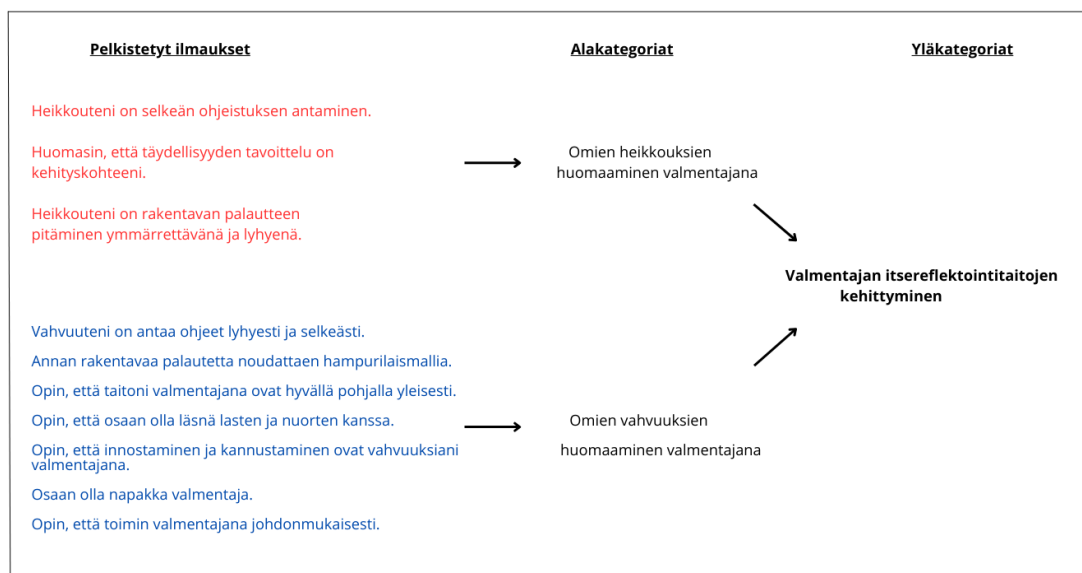 Pelkistetyt ilmaukset
Alakategoriat
Yläkategoriat
Heikkouteni on selkeän ohjeistuksen antaminen.
Huomasin, että täydellisyyden tavoittelu on
kehityskohteeni.
Heikkouteni on rakentavan palautteen
pitäminen ymmärrettävänä ja lyhyenä.
Omien heikkouksien
huomaaminen valmentajana
Valmentajan itsereflektointitaitojen
kehittyminen
Vahvuuteni on antaa ohjeet lyhyesti ja selkeästi.
Annan rakentavaa palautetta noudattaen hampurilaismallia.
Opin, että taitoni valmentajana ovat hyvällä pohjalla yleisesti.
Opin, että osaan olla läsnä lasten ja nuorten kanssa.
Opin, että innostaminen ja kannustaminen ovat vahvuuksiani
valmentajana.
Osaan olla napakka valmentaja.
Opin, että toimin valmentajana johdonmukaisesti.
Omien vahvuuksien
huomaaminen valmentajana